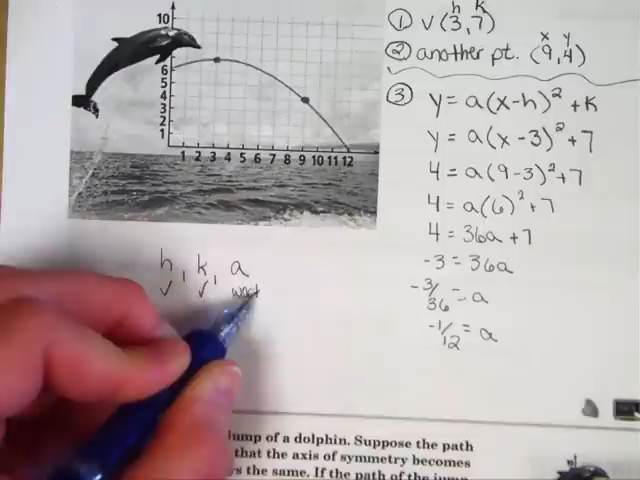 10
6
5
4
3
2
1
1 2 3 4 5 6 7 8 9 10 11 12
h k
① V(3,7)
x y
② another pt. (9,4)
③ y = a(x-h)² + k
y = a(x-3)² + 7
4 = a(9-3)² + 7
4 = a(6)² + 7
4 = 36a + 7
-3 = 36a
-3/36 = a
-1/12 = a
h, k, a
✓ ✓ want
jump of a dolphin. Suppose the path
that the axis of symmetry becomes
the same. If the path of the jump